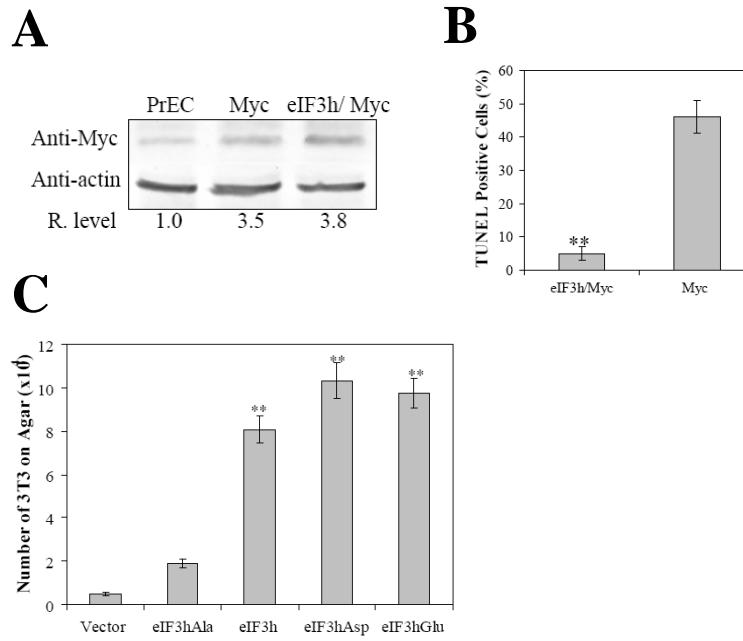 A
PrEC Myc eIF3h/ Myc
Anti-Myc
Anti-actin
R. level 1.0 3.5 3.8
B
TUNEL Positive Cells (%)
60
50
40
30
20
10
0
**
eIF3h/Myc Myc
C
Number of 3T3 on Agar (x10
12
10
8
6
4
2
0
** ** **
Vector eIF3hAla eIF3h eIF3hAsp eIF3hGlu